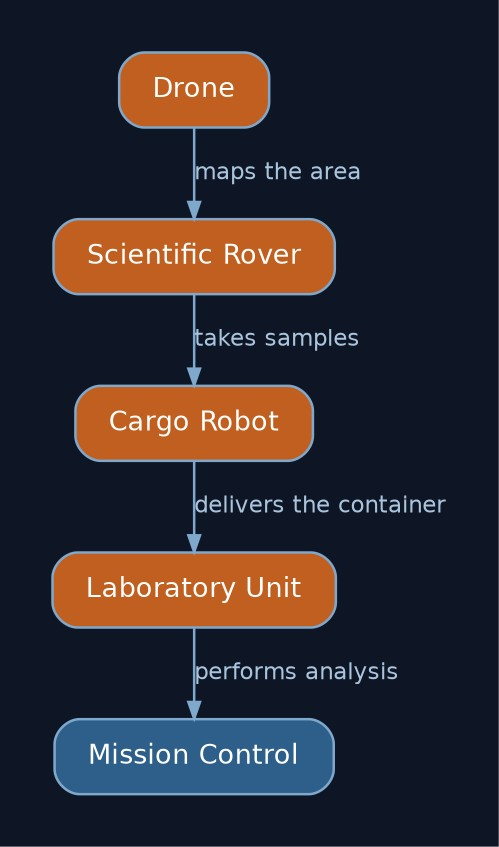 Drone
maps the area
Scientific Rover
takes samples
Cargo Robot
delivers the container
Laboratory Unit
performs analysis
Mission Control